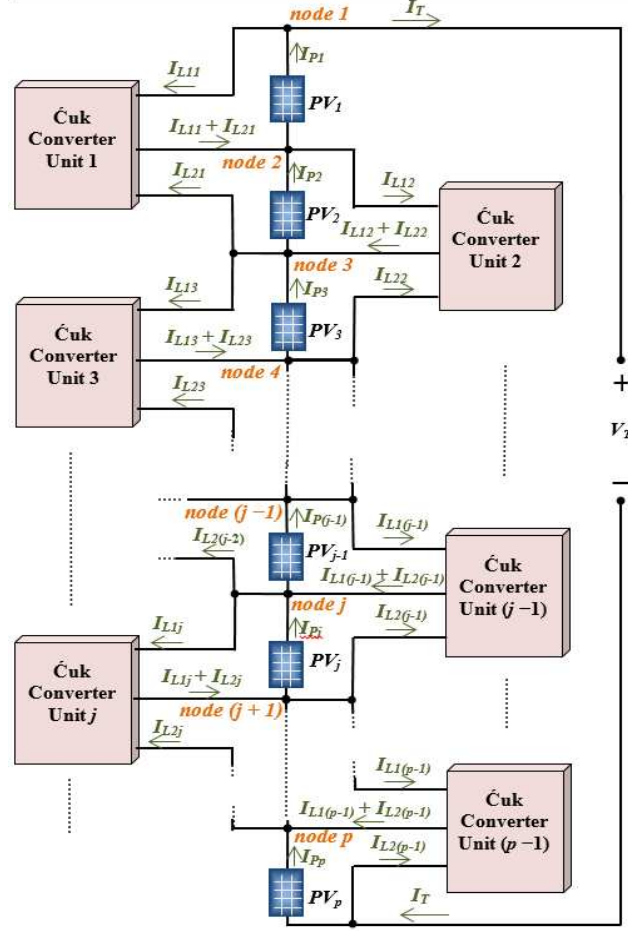 node 1
I_T
I_P1
I_L11
Ćuk
Converter
Unit 1
PV_1
I_L11 + I_L21
node 2
I_P2
I_L21
I_L12
PV_2
I_L12 + I_L22
Ćuk
Converter
Unit 2
node 3
I_L22
I_L13
I_P3
PV_3
Ćuk
Converter
Unit 3
I_L13 + I_L23
node 4
I_L23
+
V_T
−
node (j −1)
I_P(j-1)
I_L1(j-1)
I_L2(j-2)
PV_j-1
I_L1(j-1) + I_L2(j-1)
Ćuk
Converter
Unit (j −1)
node j
I_L2(j-1)
I_L1j
I_Pj
PV_j
Ćuk
Converter
Unit j
I_L1j + I_L2j
node (j + 1)
I_L2j
I_L1(p-1)
Ćuk
Converter
Unit (p −1)
I_L1(p-1) + I_L2(p-1)
node p
I_L2(p-1)
I_Pp
PV_p
I_T